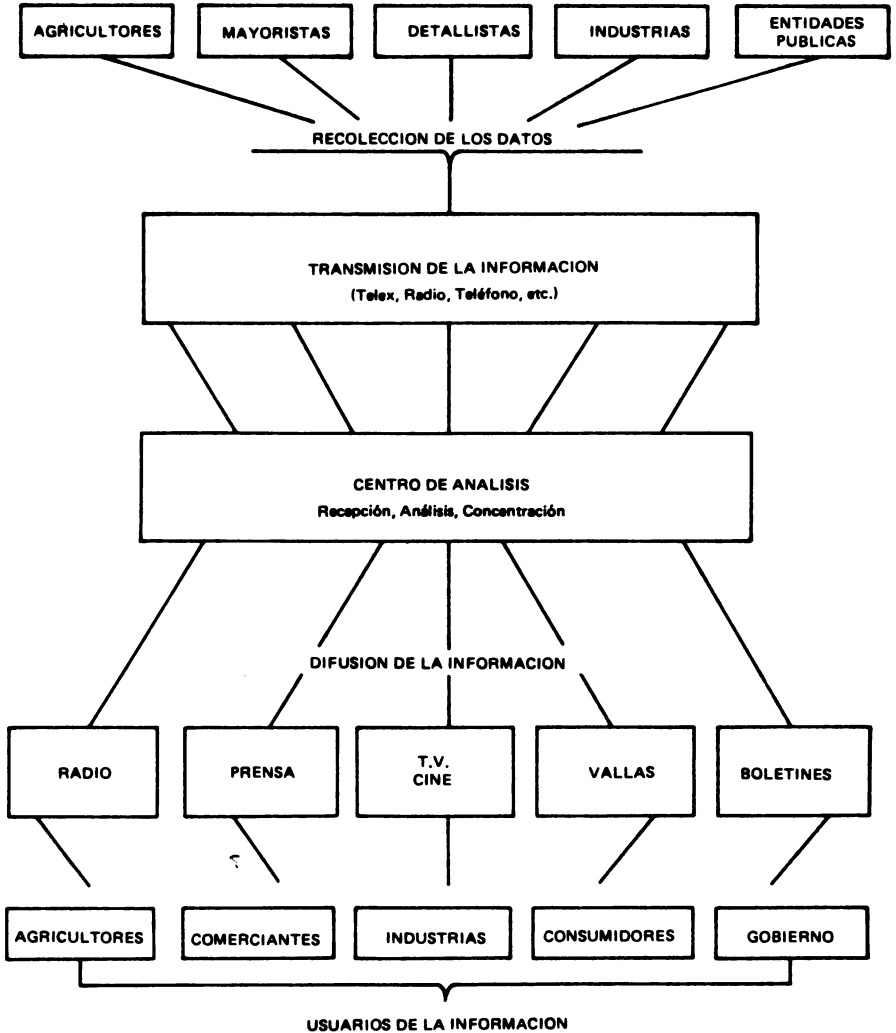 AGRICULTORES
MAYORISTAS
DETALLISTAS
INDUSTRIAS
ENTIDADES
PUBLICAS
RECOLECCION DE LOS DATOS
TRANSMISION DE LA INFORMACION
(Telex, Radio, Teléfono, etc.)
CENTRO DE ANALISIS
Recepción, Análisis, Concentración
DIFUSION DE LA INFORMACION
RADIO
PRENSA
T.V.
CINE
VALLAS
BOLETINES
AGRICULTORES
COMERCIANTES
INDUSTRIAS
CONSUMIDORES
GOBIERNO
USUARIOS DE LA INFORMACION